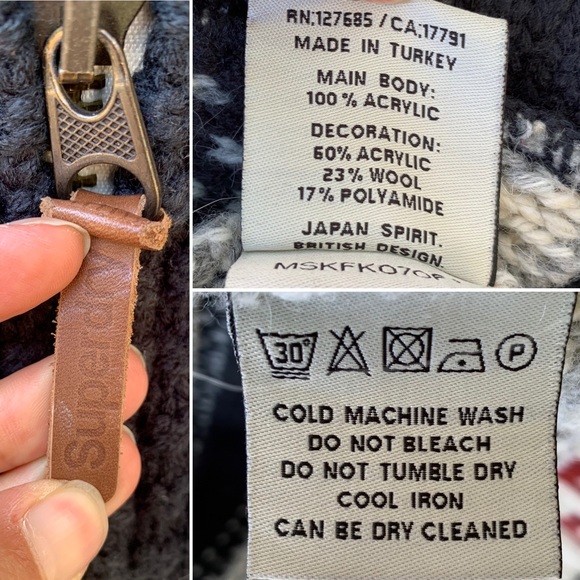 Superdry
RN:127685 / CA:17791
MADE IN TURKEY
MAIN BODY:
100% ACRYLIC
DECORATION:
60% ACRYLIC
23% WOOL
17% POLYAMIDE
JAPAN SPIRIT.
BRITISH DESIGN.
30°
P
COLD MACHINE WASH
DO NOT BLEACH
DO NOT TUMBLE DRY
COOL IRON
CAN BE DRY CLEANED